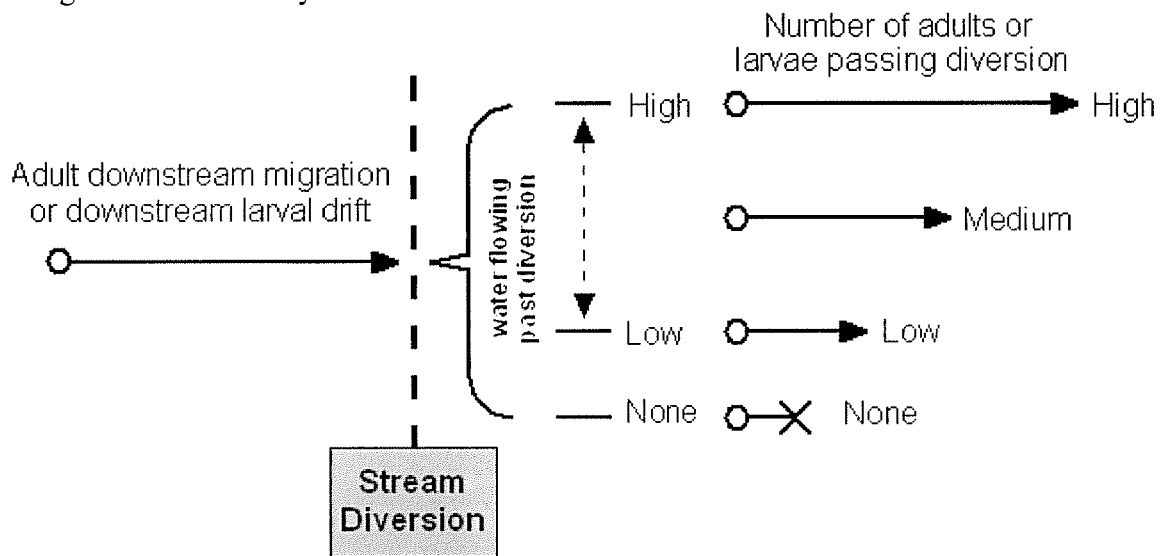 Number of adults or
larvae passing diversion
High
High
Adult downstream migration
or downstream larval drift
water flowing
past diversion
Medium
Low
Low
None
None
Stream
Diversion